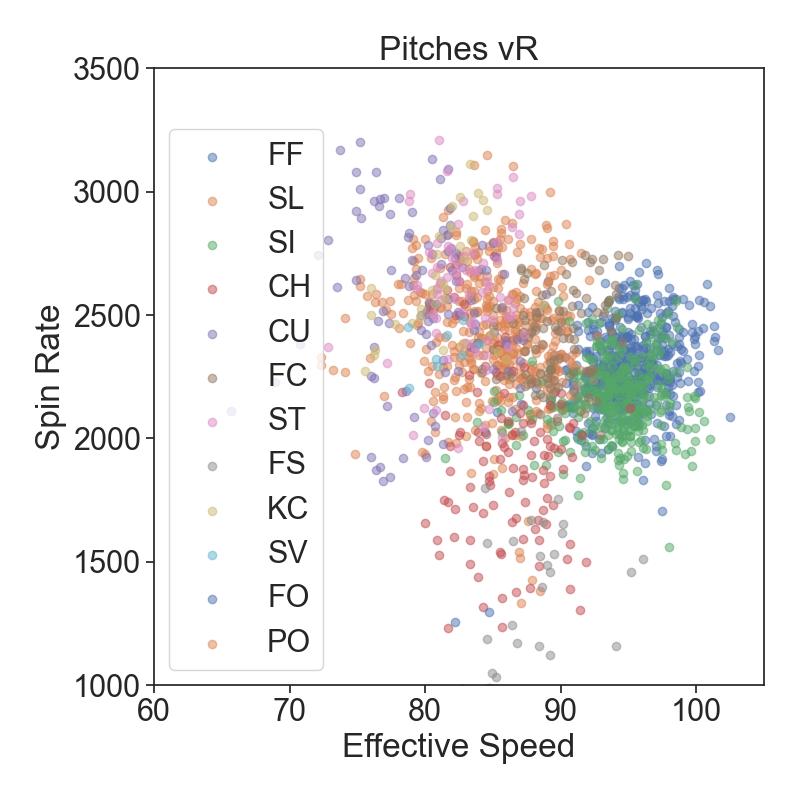 Pitches vR
3500
3000
2500
2000
1500
1000
Spin Rate
FF
SL
SI
CH
CU
FC
ST
FS
KC
SV
FO
PO
60 70 80 90 100
Effective Speed